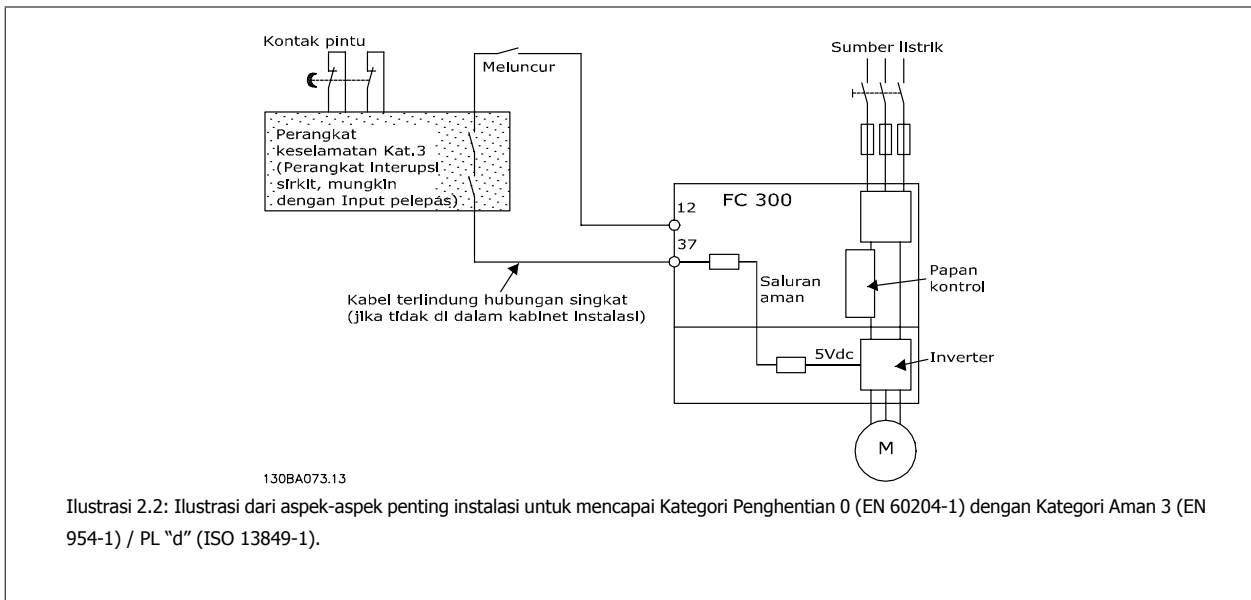 Kontak pintu
Meluncur
Sumber listrik
Perangkat
keselamatan Kat.3
(Perangkat Interupsi
sirkit, mungkin
dengan Input pelepas)
12
FC 300
37
Saluran
aman
Papan
kontrol
Kabel terlindung hubungan singkat
(jika tidak di dalam kabinet Instalasi)
5Vdc
Inverter
M
130BA073.13
Ilustrasi 2.2: Ilustrasi dari aspek-aspek penting instalasi untuk mencapai Kategori Penghentian 0 (EN 60204-1) dengan Kategori Aman 3 (EN
954-1) / PL “d” (ISO 13849-1).